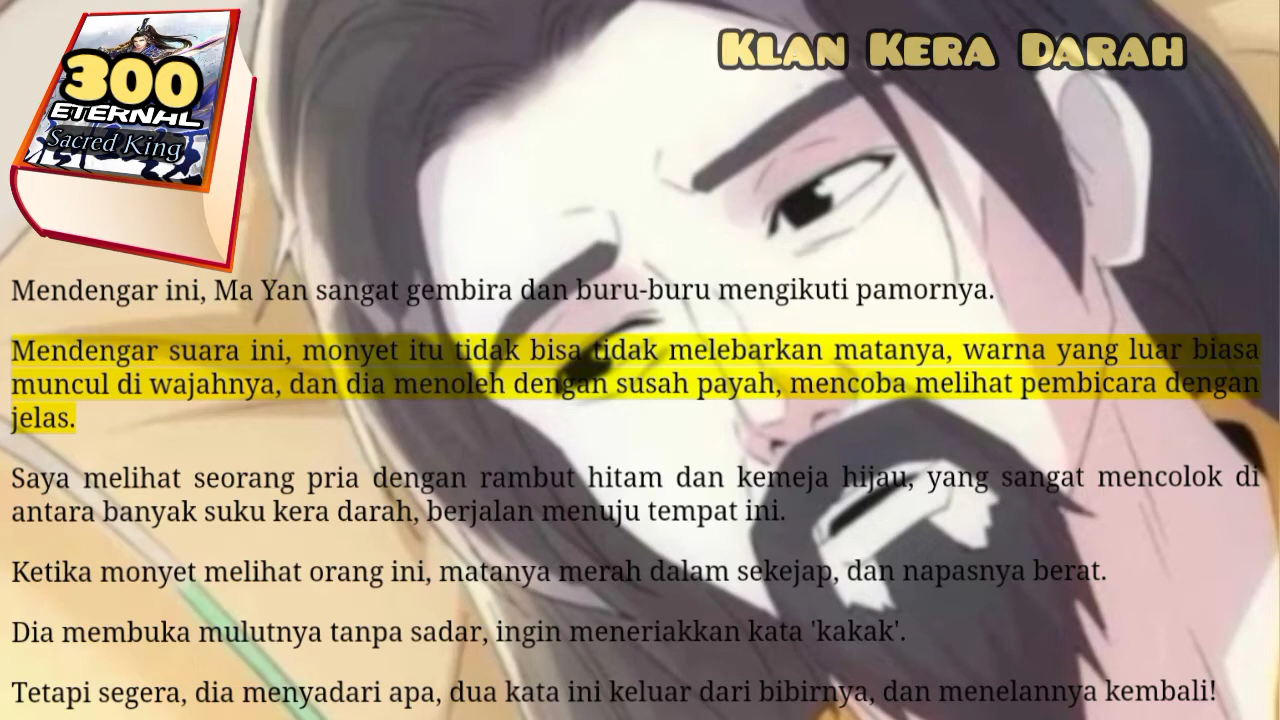 300
ETERNAL
Sacred King
Klan Kera Darah
Mendengar ini, Ma Yan sangat gembira dan buru-buru mengikuti pamornya.
Mendengar suara ini, monyet itu tidak bisa tidak melebarkan matanya, warna yang luar biasa
muncul di wajahnya, dan dia menoleh dengan susah payah, mencoba melihat pembicara dengan
jelas.
Saya melihat seorang pria dengan rambut hitam dan kemeja hijau, yang sangat mencolok di
antara banyak suku kera darah, berjalan menuju tempat ini.
Ketika monyet melihat orang ini, matanya merah dalam sekejap, dan napasnya berat.
Dia membuka mulutnya tanpa sadar, ingin meneriakkan kata 'kakak'.
Tetapi segera, dia menyadari apa, dua kata ini keluar dari bibirnya, dan menelannya kembali!